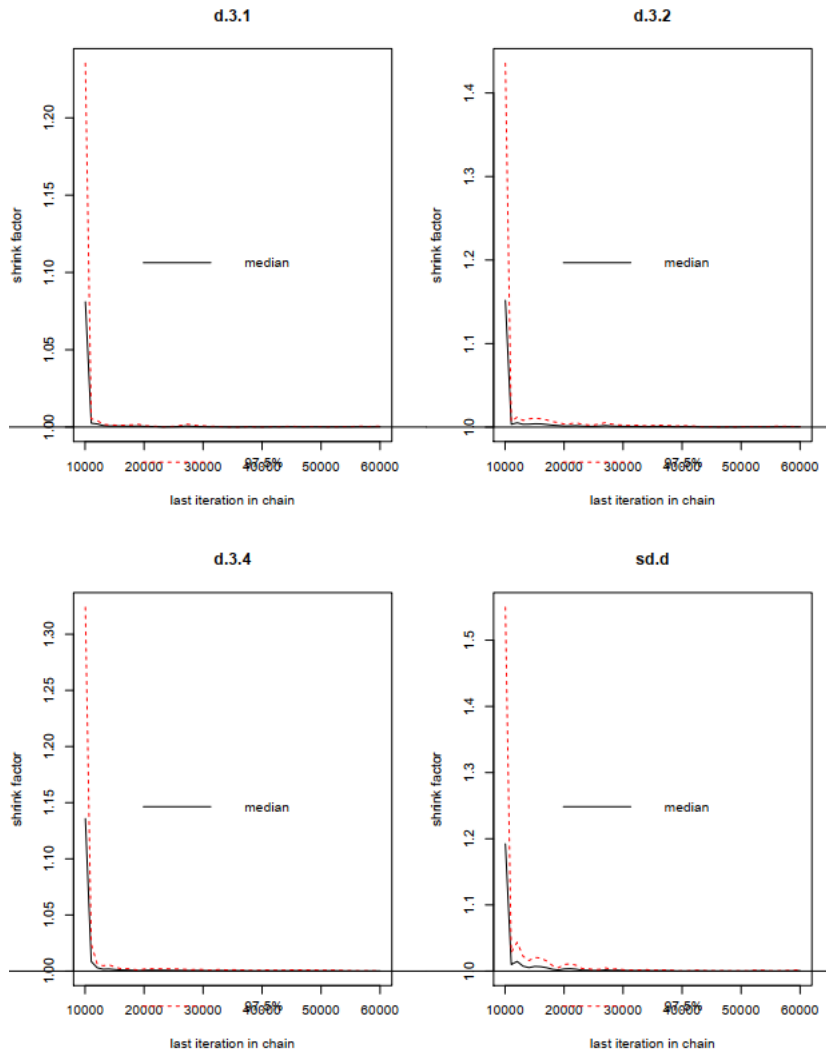 d.3.1
shrink factor
1.00 1.05 1.10 1.15 1.20
median
97.5%
10000 20000 30000 40000 50000 60000
last iteration in chain
d.3.2
shrink factor
1.0 1.1 1.2 1.3 1.4
median
97.5%
10000 20000 30000 40000 50000 60000
last iteration in chain
d.3.4
shrink factor
1.00 1.05 1.10 1.15 1.20 1.25 1.30
median
97.5%
10000 20000 30000 40000 50000 60000
last iteration in chain
sd.d
shrink factor
1.0 1.1 1.2 1.3 1.4 1.5
median
97.5%
10000 20000 30000 40000 50000 60000
last iteration in chain